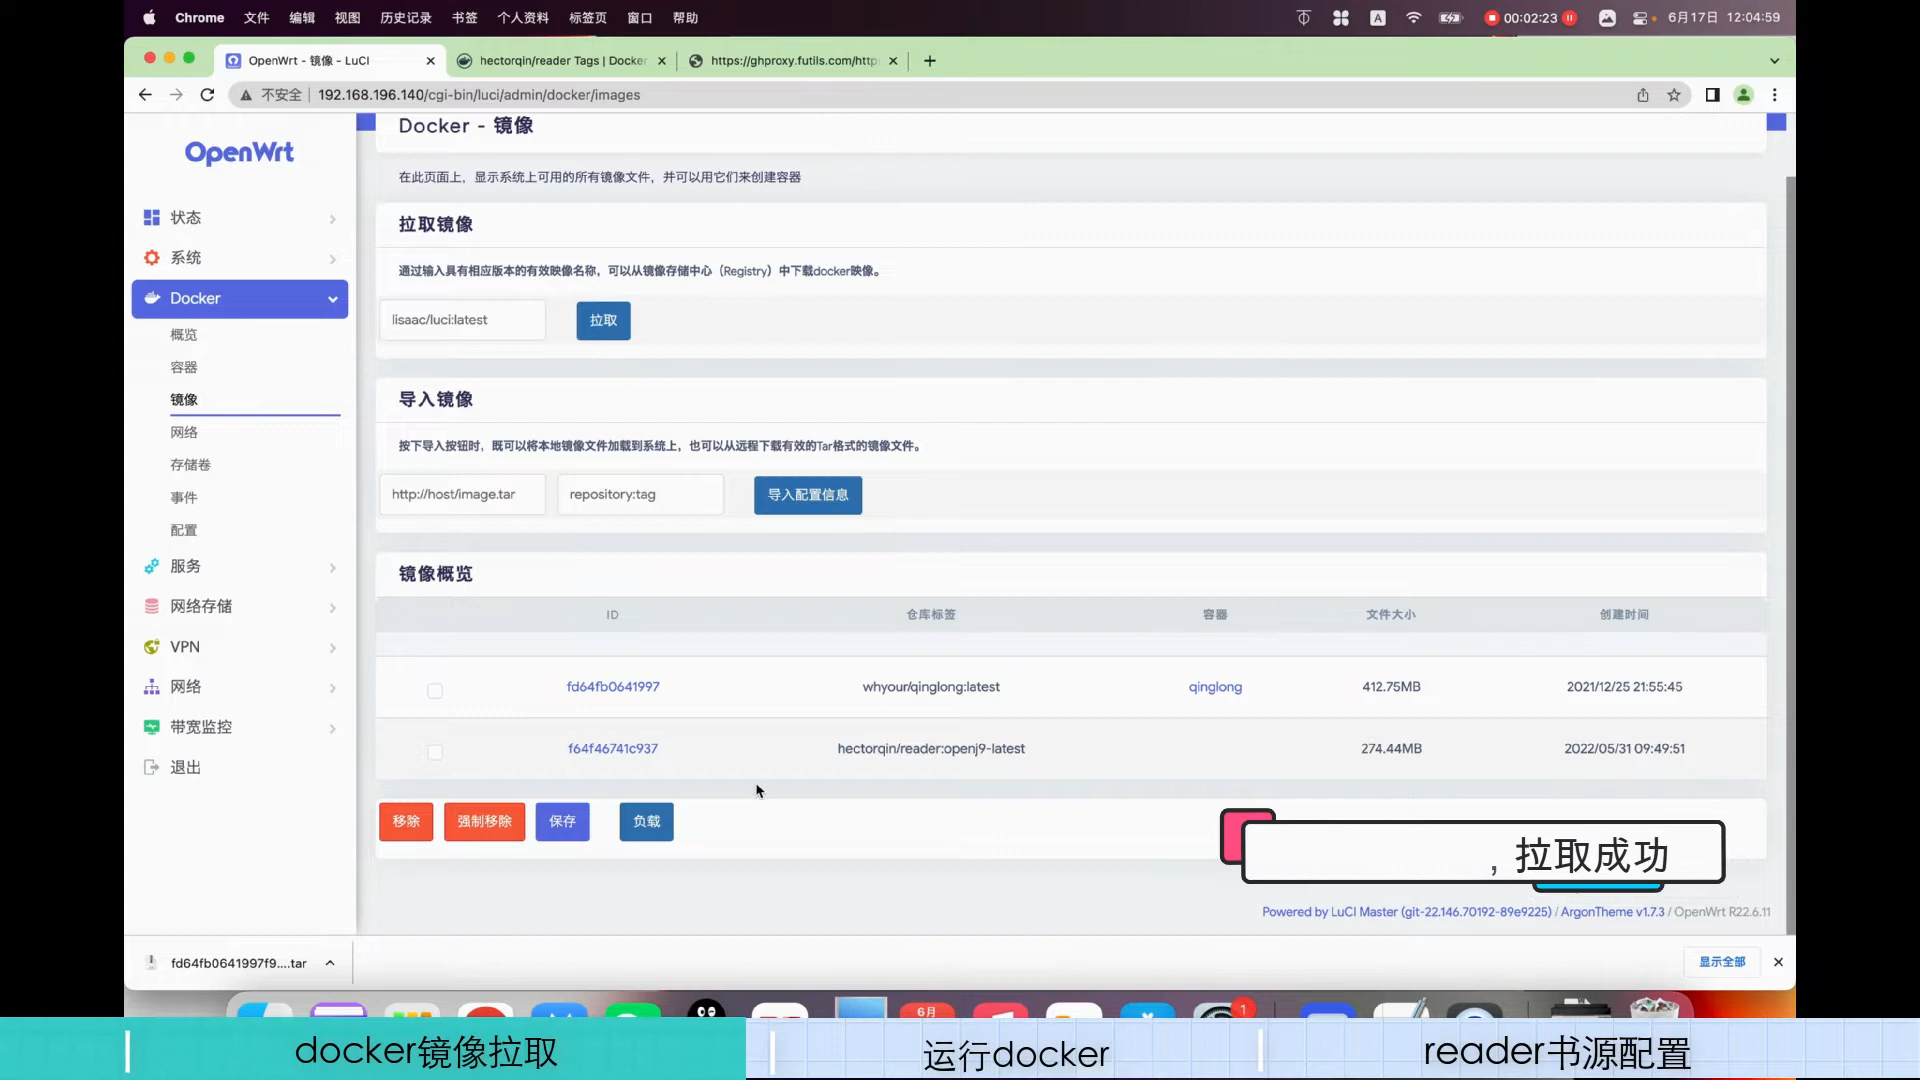 Chrome 文件 编辑 视图 历史记录 书签 个人资料 标签页 窗口 帮助 A 00:02:23 6月17日 12:04:59
OpenWrt - 镜像 - LuCI hectorqin/reader Tags | Docker https://ghproxy.futils.com/http
不安全 192.168.196.140/cgi-bin/luci/admin/docker/images
OpenWrt
状态
系统
Docker
概览
容器
镜像
网络
存储卷
事件
配置
服务
网络存储
VPN
网络
带宽监控
退出
Docker - 镜像
在此页面上，显示系统上可用的所有镜像文件，并可以用它们来创建容器
拉取镜像
通过输入具有相应版本的有效映像名称，可以从镜像存储中心（Registry）中下载docker映像。
lisaac/luci:latest 拉取
导入镜像
按下导入按钮时，既可以将本地镜像文件加载到系统上，也可以从远程下载有效的Tar格式的镜像文件。
http://host/image.tar repository:tag 导入配置信息
镜像概览
ID 仓库标签 容器 文件大小 创建时间
fd64fb0641997 whyour/qinglong:latest qinglong 412.75MB 2021/12/25 21:55:45
f64f46741c937 hectorqin/reader:openj9-latest 274.44MB 2022/05/31 09:49:51
移除 强制移除 保存 负载
，拉取成功
Powered by LuCI Master (git-22.146.70192-89e9225) / ArgonTheme v1.7.3 / OpenWrt R22.6.11
fd64fb0641997f9....tar 显示全部
6月 1
docker镜像拉取 运行docker reader书源配置